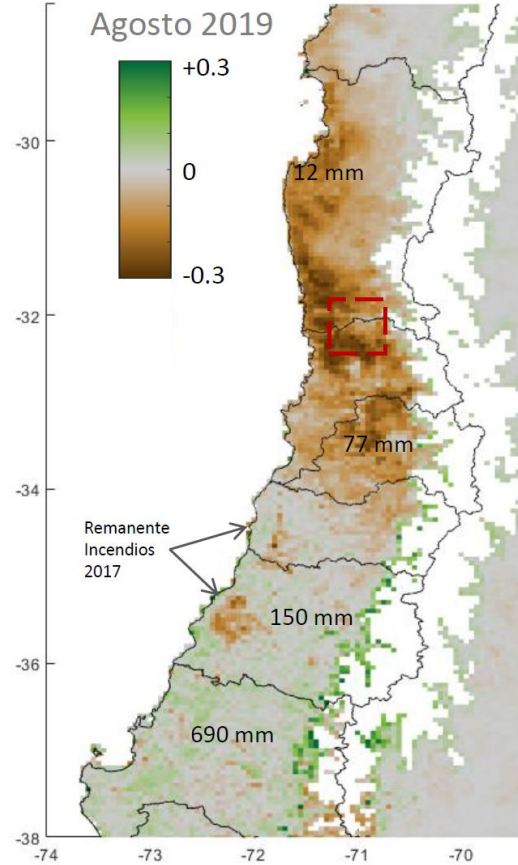 Agosto 2019
+0.3
0
-0.3
-30
12 mm
-32
77 mm
-34
Remanente
Incendios
2017
150 mm
-36
690 mm
-38
-74
-73
-72
-71
-70